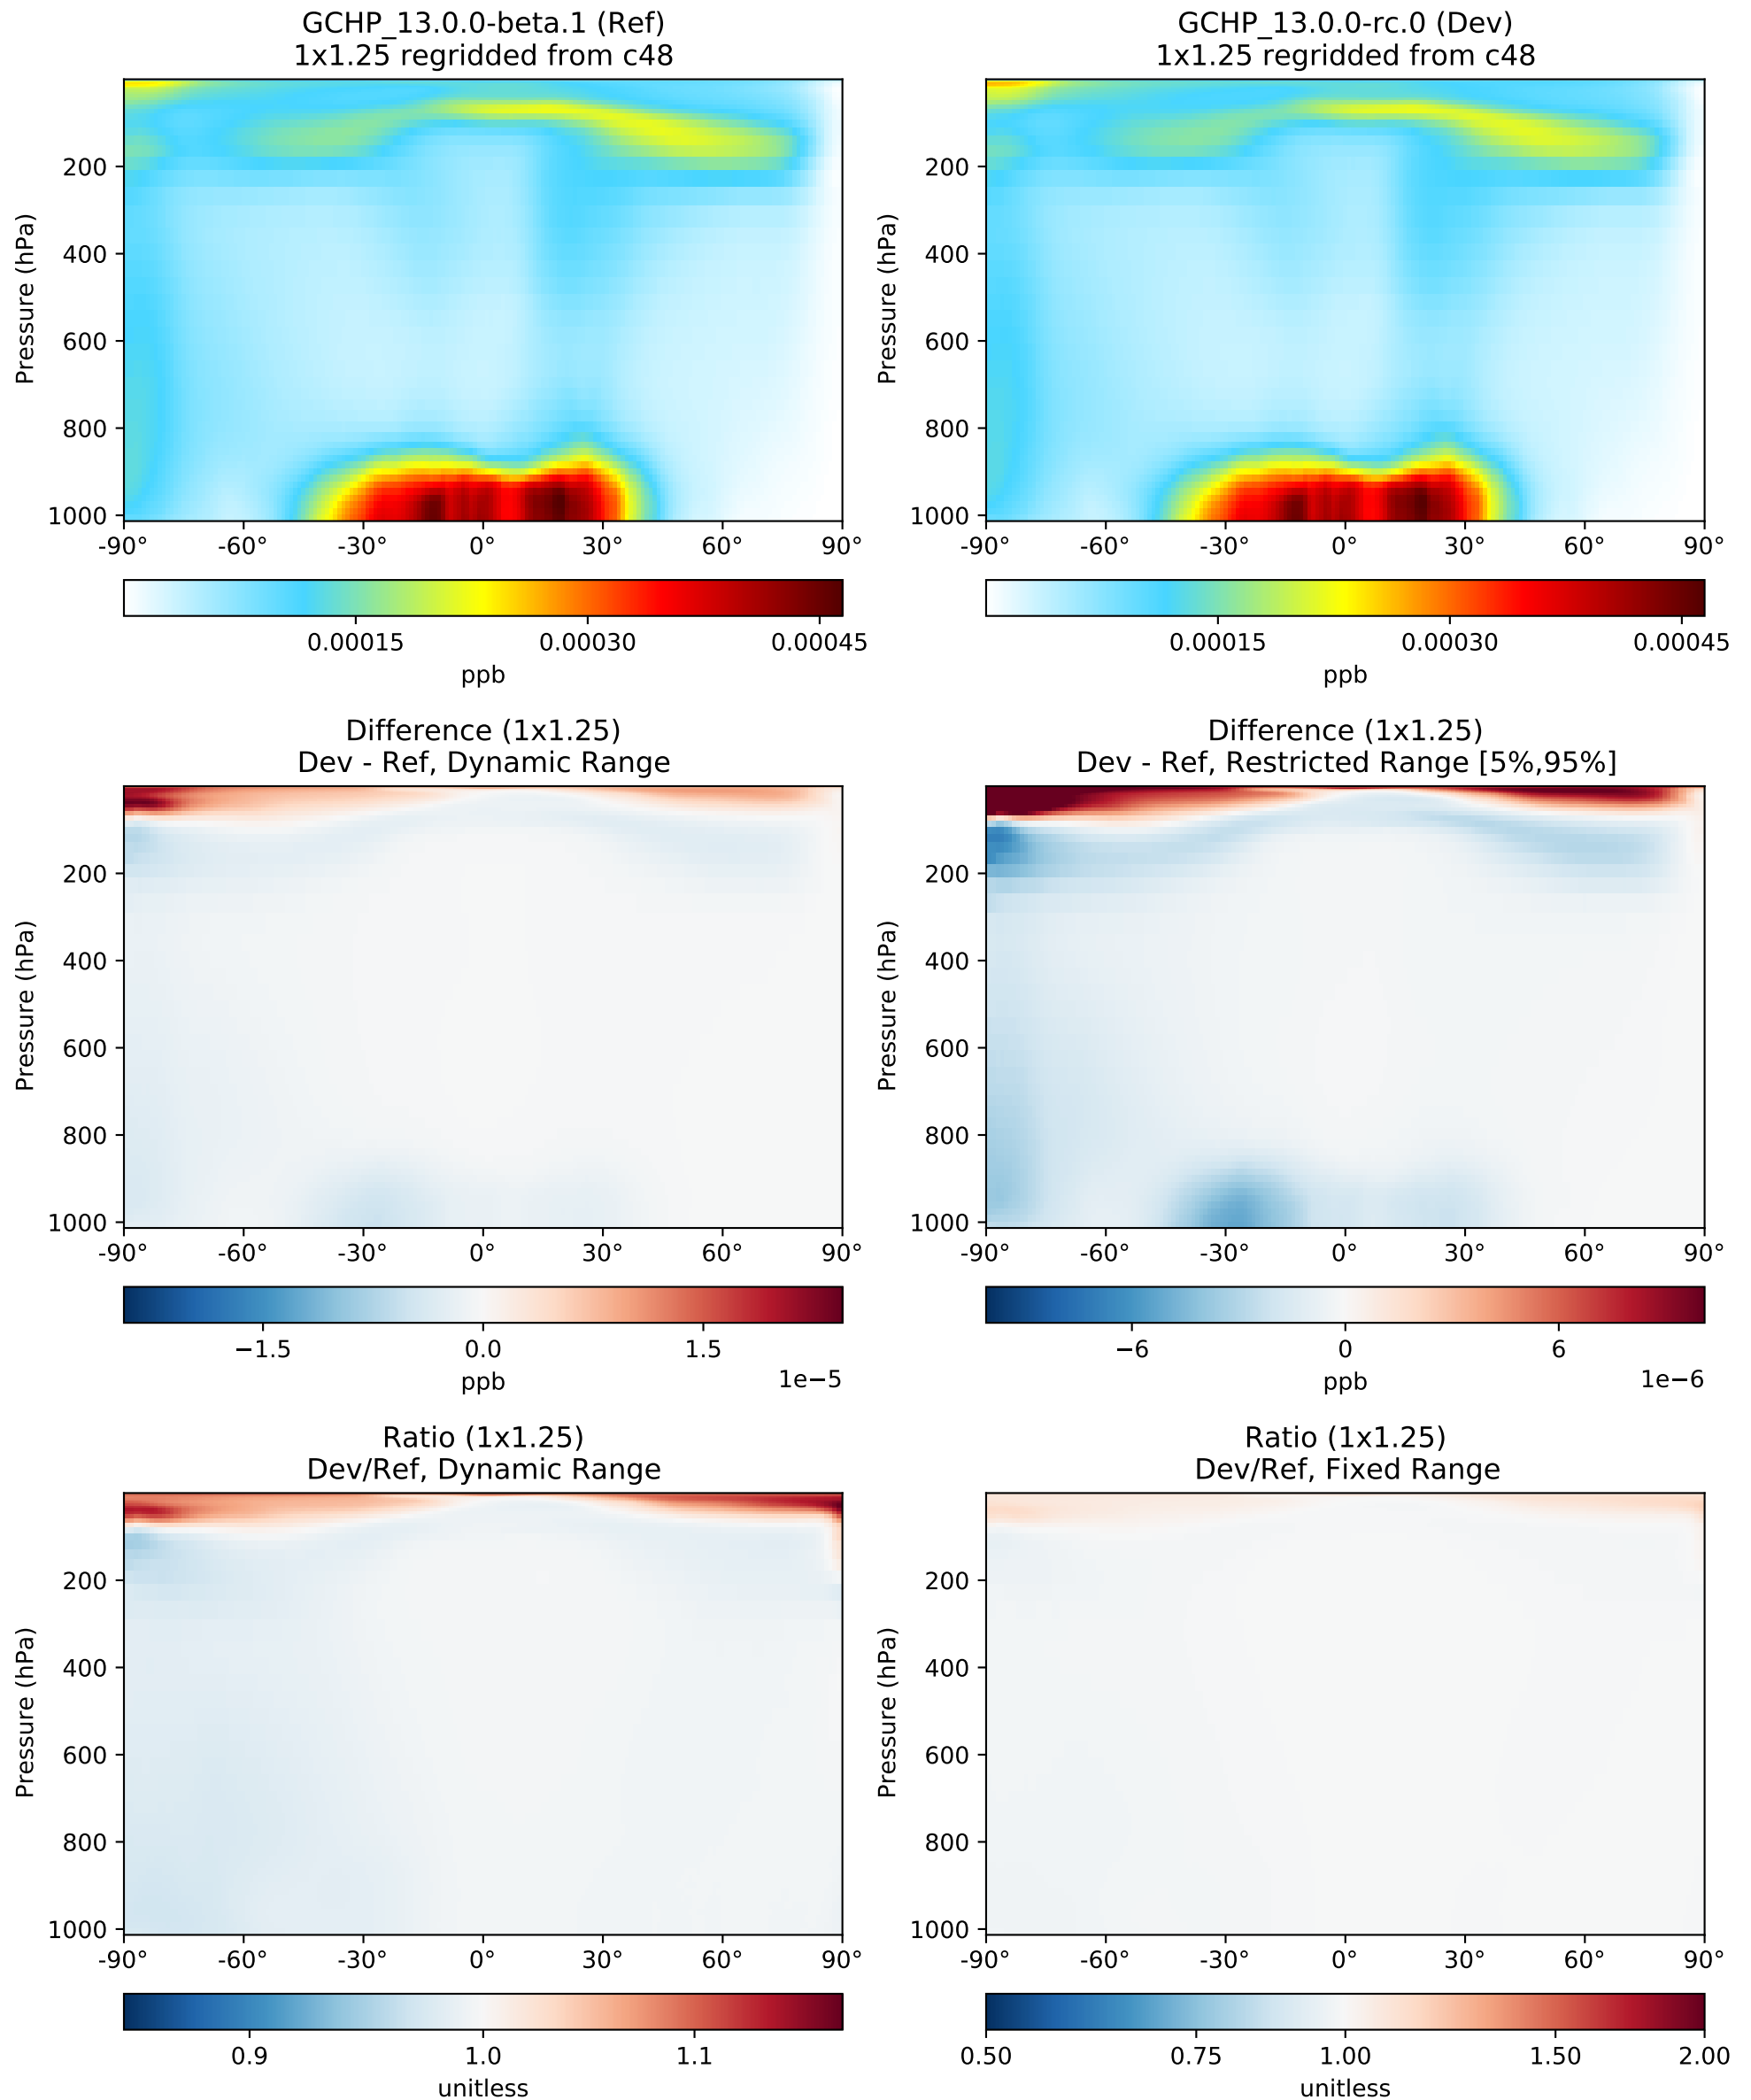 GCHP_13.0.0-beta.1 (Ref)
1x1.25 regridded from c48
GCHP_13.0.0-rc.0 (Dev)
1x1.25 regridded from c48
Pressure (hPa)
200
400
600
800
1000
-90° -60° -30° 0° 30° 60° 90°
0.00015 0.00030 0.00045
ppb
Pressure (hPa)
200
400
600
800
1000
-90° -60° -30° 0° 30° 60° 90°
0.00015 0.00030 0.00045
ppb
Difference (1x1.25)
Dev - Ref, Dynamic Range
Pressure (hPa)
200
400
600
800
1000
-90° -60° -30° 0° 30° 60° 90°
−1.5 0.0 1.5
ppb
1e−5
Difference (1x1.25)
Dev - Ref, Restricted Range [5%,95%]
Pressure (hPa)
200
400
600
800
1000
-90° -60° -30° 0° 30° 60° 90°
−6 0 6
ppb
1e−6
Ratio (1x1.25)
Dev/Ref, Dynamic Range
Pressure (hPa)
200
400
600
800
1000
-90° -60° -30° 0° 30° 60° 90°
0.9 1.0 1.1
unitless
Ratio (1x1.25)
Dev/Ref, Fixed Range
Pressure (hPa)
200
400
600
800
1000
-90° -60° -30° 0° 30° 60° 90°
0.50 0.75 1.00 1.50 2.00
unitless